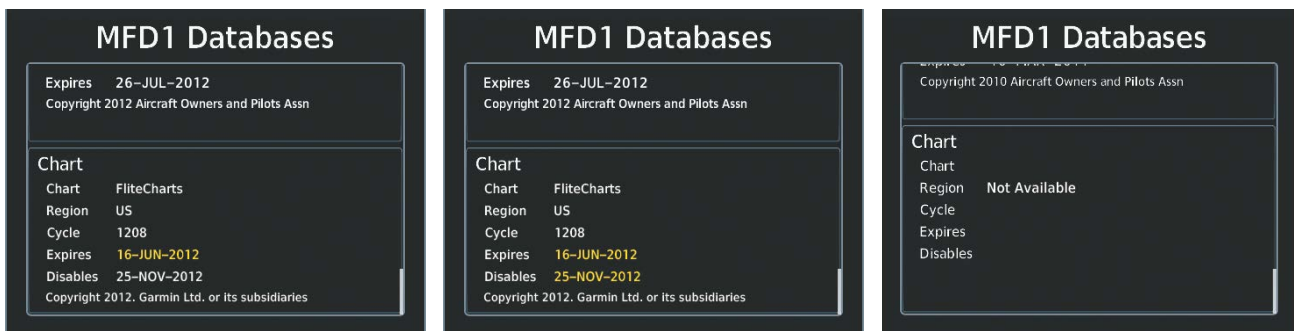 MFD1 Databases
Expires 26–JUL–2012
Copyright 2012 Aircraft Owners and Pilots Assn
Chart
Chart FliteCharts
Region US
Cycle 1208
Expires 16–JUN–2012
Disables 25–NOV–2012
Copyright 2012. Garmin Ltd. or its subsidiaries
MFD1 Databases
Expires 26–JUL–2012
Copyright 2012 Aircraft Owners and Pilots Assn
Chart
Chart FliteCharts
Region US
Cycle 1208
Expires 16–JUN–2012
Disables 25–NOV–2012
Copyright 2012. Garmin Ltd. or its subsidiaries
MFD1 Databases
Copyright 2010 Aircraft Owners and Pilots Assn
Chart
Chart
Region Not Available
Cycle
Expires
Disables